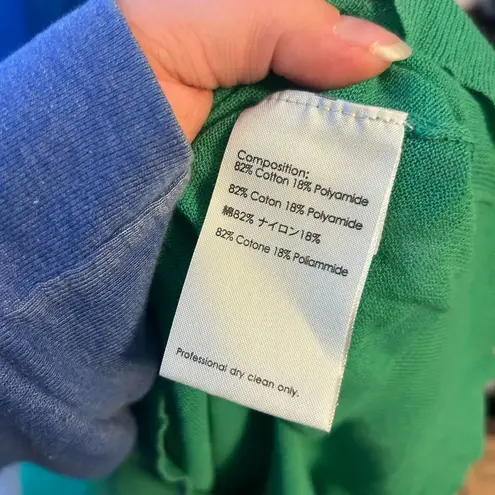 Composition:
82% Cotton 18% Polyamide
82% Coton 18% Polyamide
綿82% ナイロン18%
82% Cotone 18% Poliammide
Professional dry clean only.